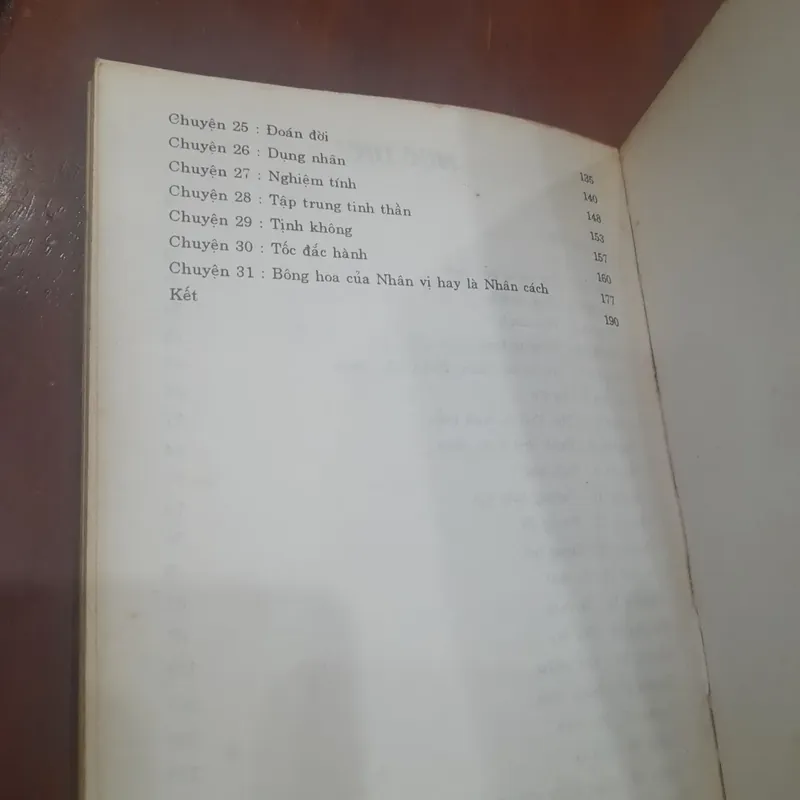 Chuyện 25 : Đoán đời 135
Chuyện 26 : Dụng nhân 140
Chuyện 27 : Nghiệm tính 148
Chuyện 28 : Tập trung tinh thần 153
Chuyện 29 : Tịnh không 157
Chuyện 30 : Tốc đắc hành 160
Chuyện 31 : Bông hoa của Nhân vị hay là Nhân cách 177
Kết 190